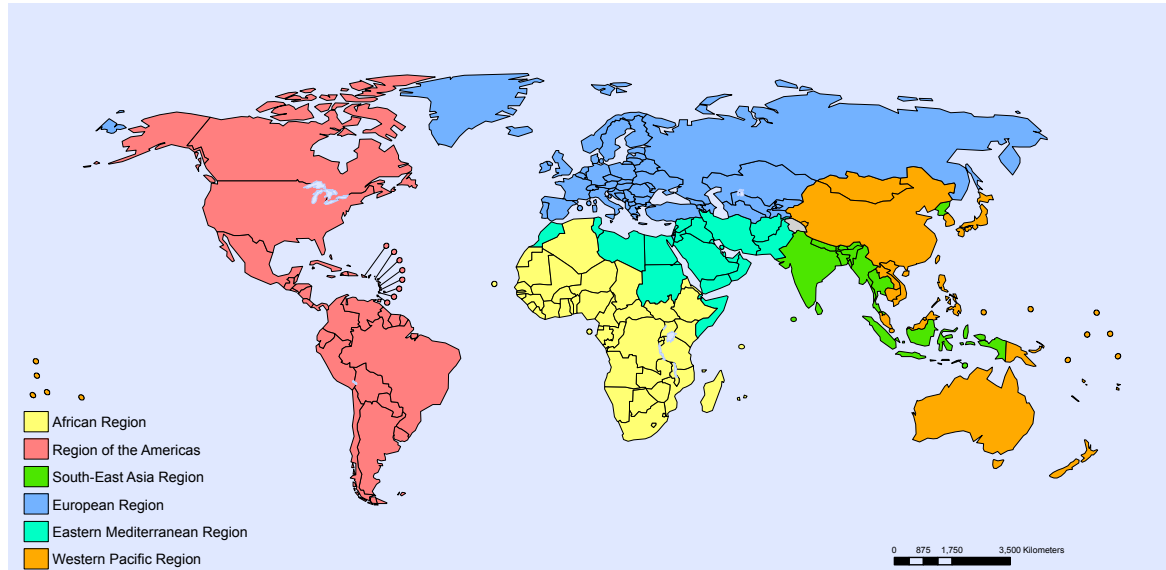 African Region
Region of the Americas
South-East Asia Region
European Region
Eastern Mediterranean Region
Western Pacific Region
0 875 1,750 3,500 Kilometers